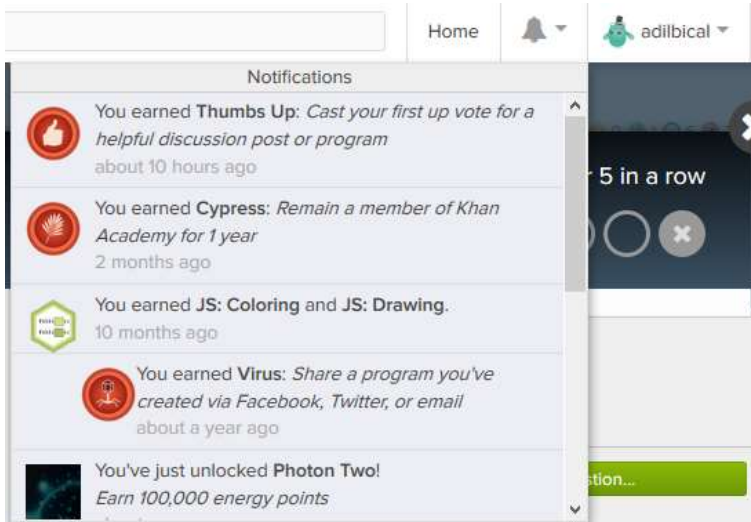 Home
adilbical
Notifications
You earned Thumbs Up: Cast your first up vote for a
helpful discussion post or program
about 10 hours ago
5 in a row
You earned Cypress: Remain a member of Khan
Academy for 1 year
2 months ago
You earned JS: Coloring and JS: Drawing.
10 months ago
You earned Virus: Share a program you've
created via Facebook, Twitter, or email
about a year ago
You've just unlocked Photon Two!
Earn 100,000 energy points
stion...